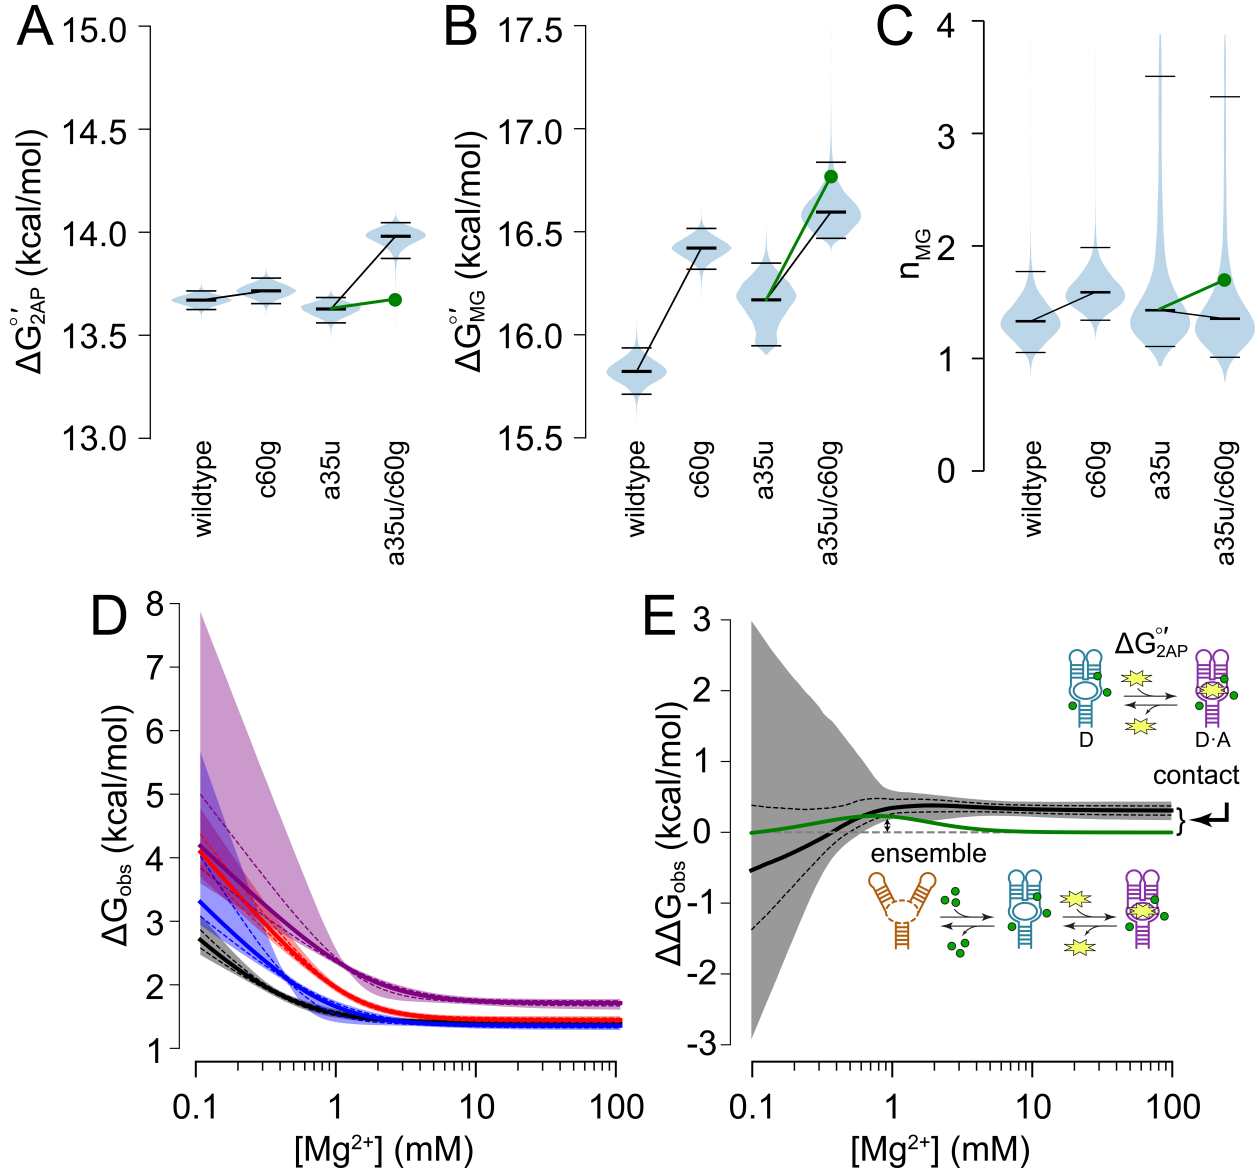 A
ΔG°′2AP (kcal/mol)
15.0
14.5
14.0
13.5
13.0
wildtype
c60g
a35u
a35u/c60g
B
ΔG°′MG (kcal/mol)
17.5
17.0
16.5
16.0
15.5
wildtype
c60g
a35u
a35u/c60g
C
nMG
4
3
2
1
0
wildtype
c60g
a35u
a35u/c60g
D
ΔGobs (kcal/mol)
8
7
6
5
4
3
2
1
0.1 1 10 100
[Mg2+] (mM)
E
ΔΔGobs (kcal/mol)
3
2
1
0
-1
-2
-3
ΔG°′2AP
D
D·A
contact
ensemble
0.1 1 10 100
[Mg2+] (mM)